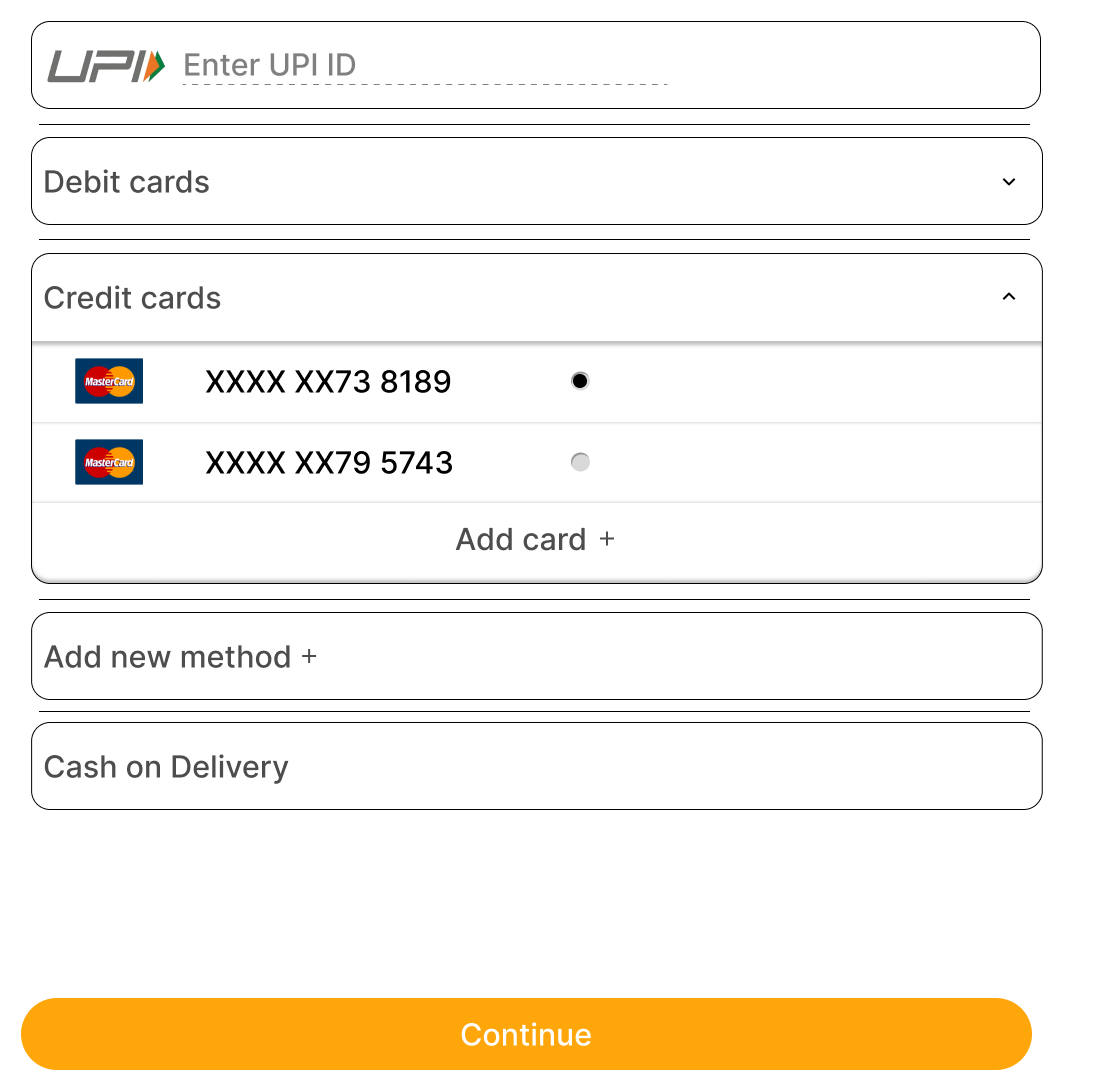 UPI Enter UPI ID
Debit cards
Credit cards
MasterCard XXXX XX73 8189
MasterCard XXXX XX79 5743
Add card +
Add new method +
Cash on Delivery
Continue